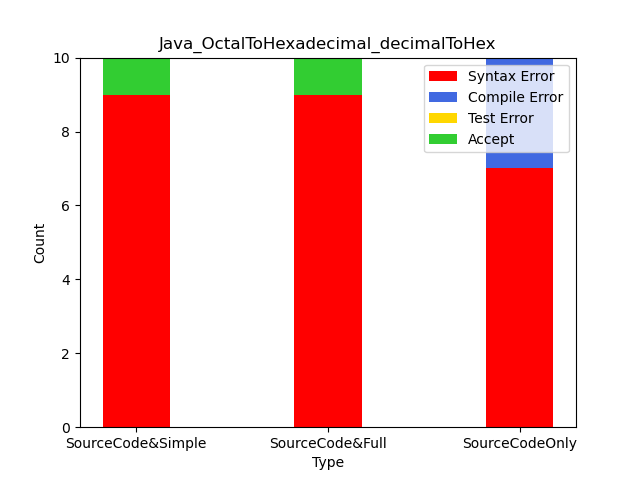 Java_OctalToHexadecimal_decimalToHex
10
8
6
4
2
0
Count
Syntax Error
Compile Error
Test Error
Accept
SourceCode&Simple
SourceCode&Full
SourceCodeOnly
Type